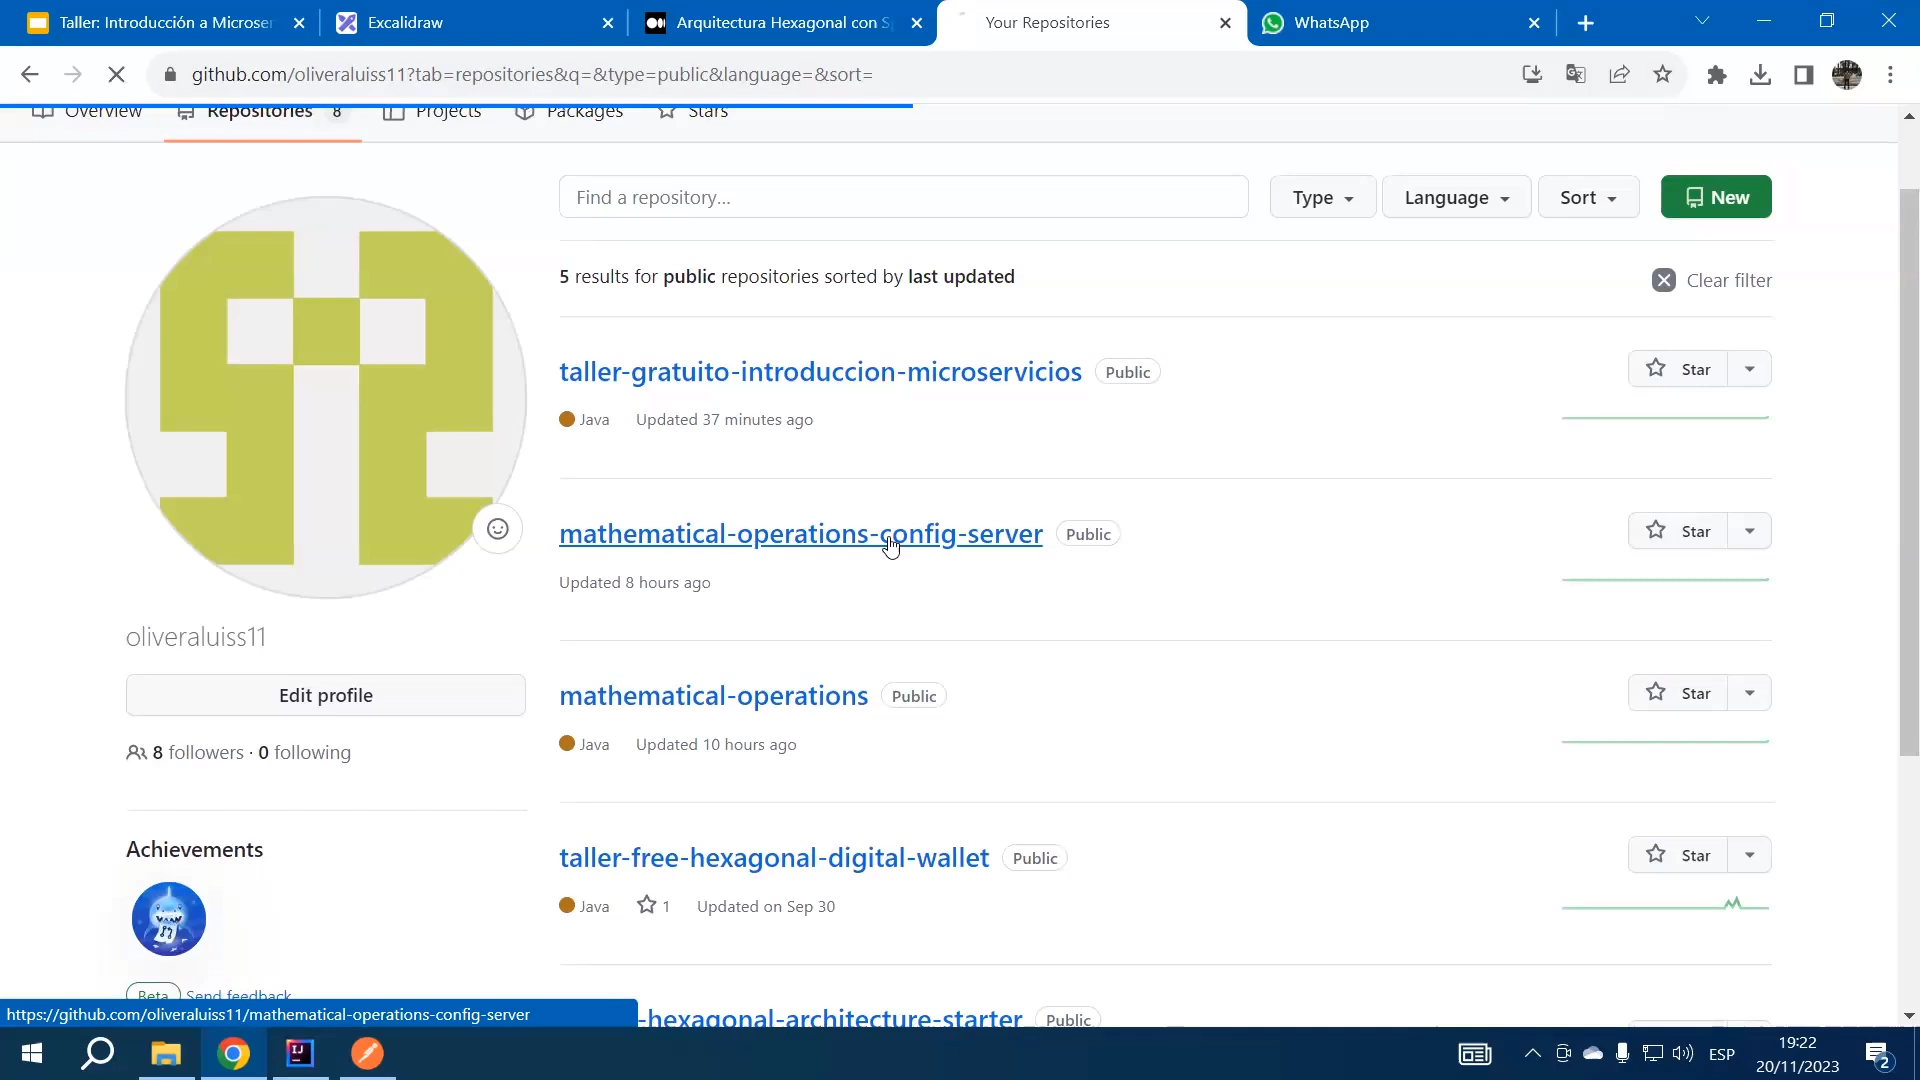 Taller: Introducción a Microser
Excalidraw
Arquitectura Hexagonal con S
Your Repositories
WhatsApp
github.com/oliveraluiss11?tab=repositories&q=&type=public&language=&sort=
Overview
Repositories 8
Projects
Packages
Stars
Find a repository...
Type
Language
Sort
New
5 results for public repositories sorted by last updated
Clear filter
taller-gratuito-introduccion-microservicios Public
Star
Java Updated 37 minutes ago
mathematical-operations-config-server Public
Star
Updated 8 hours ago
oliveraluiss11
Edit profile
8 followers · 0 following
mathematical-operations Public
Star
Java Updated 10 hours ago
Achievements
taller-free-hexagonal-digital-wallet Public
Star
Java 1 Updated on Sep 30
Beta Send feedback
-hexagonal-architecture-starter Public
https://github.com/oliveraluiss11/mathematical-operations-config-server
IJ
ESP
19:22
20/11/2023
2